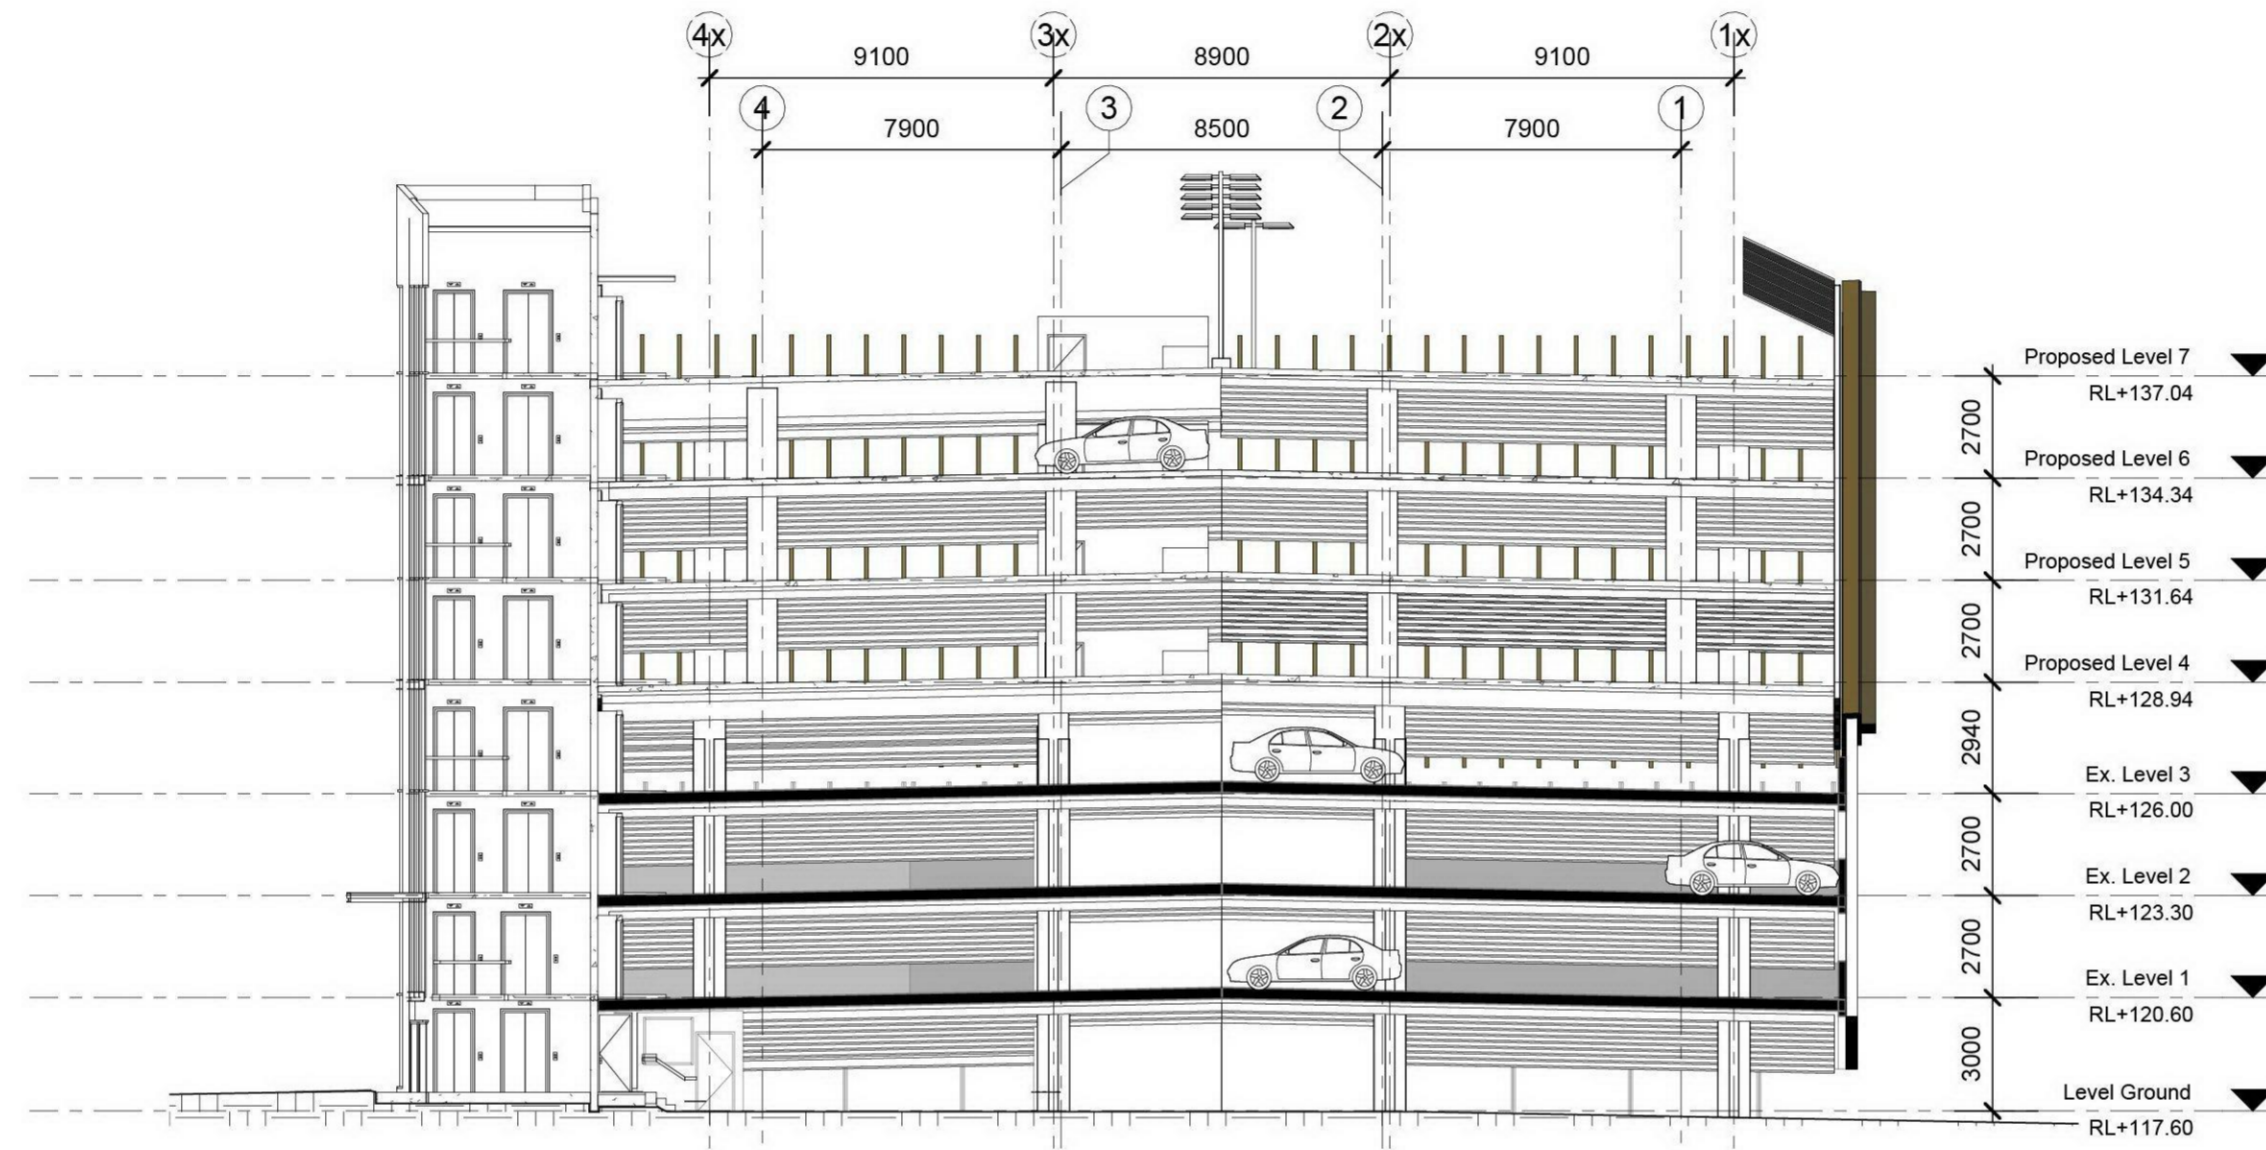 4x
3x
2x
1x
9100
8900
9100
4
3
2
1
7900
8500
7900
Proposed Level 7
RL+137.04
2700
Proposed Level 6
RL+134.34
2700
Proposed Level 5
RL+131.64
2700
Proposed Level 4
RL+128.94
2940
Ex. Level 3
RL+126.00
2700
Ex. Level 2
RL+123.30
2700
Ex. Level 1
RL+120.60
3000
Level Ground
RL+117.60